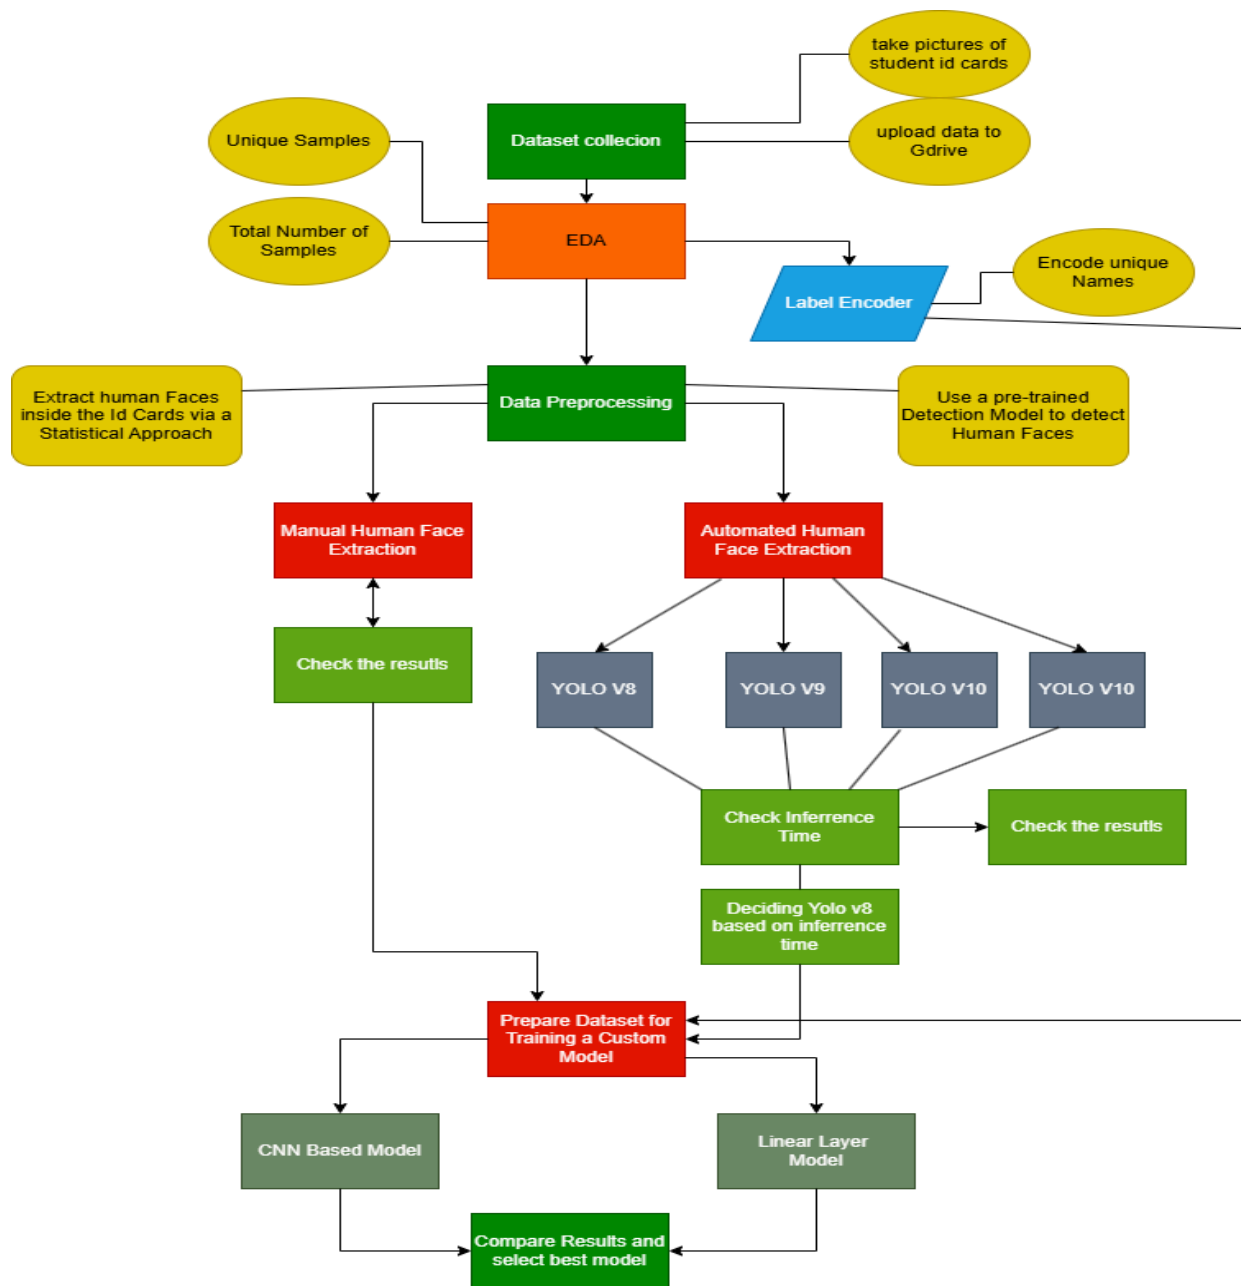 take pictures of
student id cards
Unique Samples
Dataset collecion
upload data to
Gdrive
Total Number of
Samples
EDA
Encode unique
Names
Label Encoder
Extract human Faces
inside the Id Cards via a
Statistical Approach
Data Preprocessing
Use a pre-trained
Detection Model to detect
Human Faces
Manual Human Face
Extraction
Automated Human
Face Extraction
Check the resutls
YOLO V8
YOLO V9
YOLO V10
YOLO V10
Check Inferrence
Time
Check the resutls
Deciding Yolo v8
based on inferrence
time
Prepare Dataset for
Training a Custom
Model
CNN Based Model
Linear Layer
Model
Compare Results and
select best model